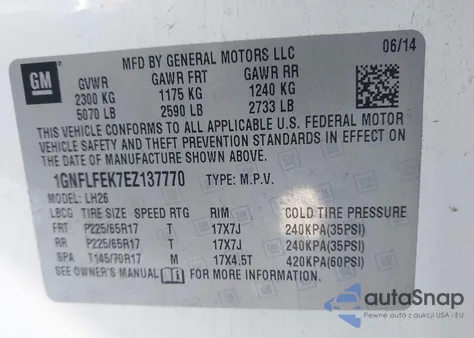 GM
MFD BY GENERAL MOTORS LLC 06/14
GVWR GAWR FRT GAWR RR
2300 KG 1175 KG 1240 KG
5070 LB 2590 LB 2733 LB
THIS VEHICLE CONFORMS TO ALL APPLICABLE U.S. FEDERAL MOTOR
VEHICLE SAFETY AND THEFT PREVENTION STANDARDS IN EFFECT ON
THE DATE OF MANUFACTURE SHOWN ABOVE.
1GNFLFEK7EZ137770 TYPE: M.P.V.
MODEL: LH26
LBCG TIRE SIZE SPEED RTG RIM COLD TIRE PRESSURE
FRT P225/65R17 T 17X7J 240KPA(35PSI)
RR P225/65R17 T 17X7J 240KPA(35PSI)
SPA T145/70R17 M 17X4.5T 420KPA(60PSI)
SEE OWNER'S MANUAL FOR MORE INFORMATION.
autoSnap
Pewne auto z aukcji USA i EU